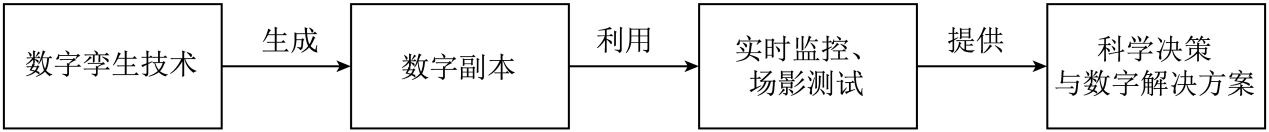 数字孪生技术
生成
数字副本
利用
实时监控、
场影测试
提供
科学决策
与数字解决方案